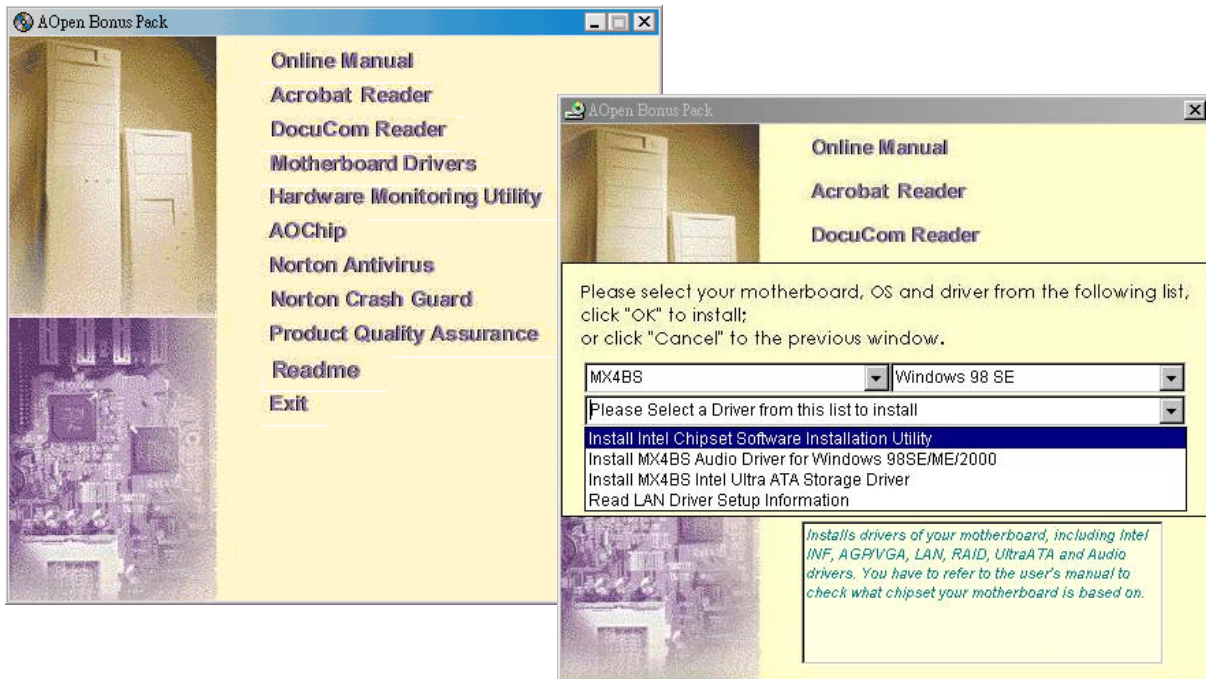 AOpen Bonus Pack
Online Manual
Acrobat Reader
DocuCom Reader
Motherboard Drivers
Hardware Monitoring Utility
AOChip
Norton Antivirus
Norton Crash Guard
Product Quality Assurance
Readme
Exit
AOpen Bonus Pack
Online Manual
Acrobat Reader
DocuCom Reader
Please select your motherboard, OS and driver from the following list,
click "OK" to install;
or click "Cancel" to the previous window.
MX4BS
Windows 98 SE
Please Select a Driver from this list to install
Install Intel Chipset Software Installation Utility
Install MX4BS Audio Driver for Windows 98SE/ME/2000
Install MX4BS Intel Ultra ATA Storage Driver
Read LAN Driver Setup Information
Installs drivers of your motherboard, including Intel
INF, AGP/VGA, LAN, RAID, UltraATA and Audio
drivers. You have to refer to the user's manual to
check what chipset your motherboard is based on.